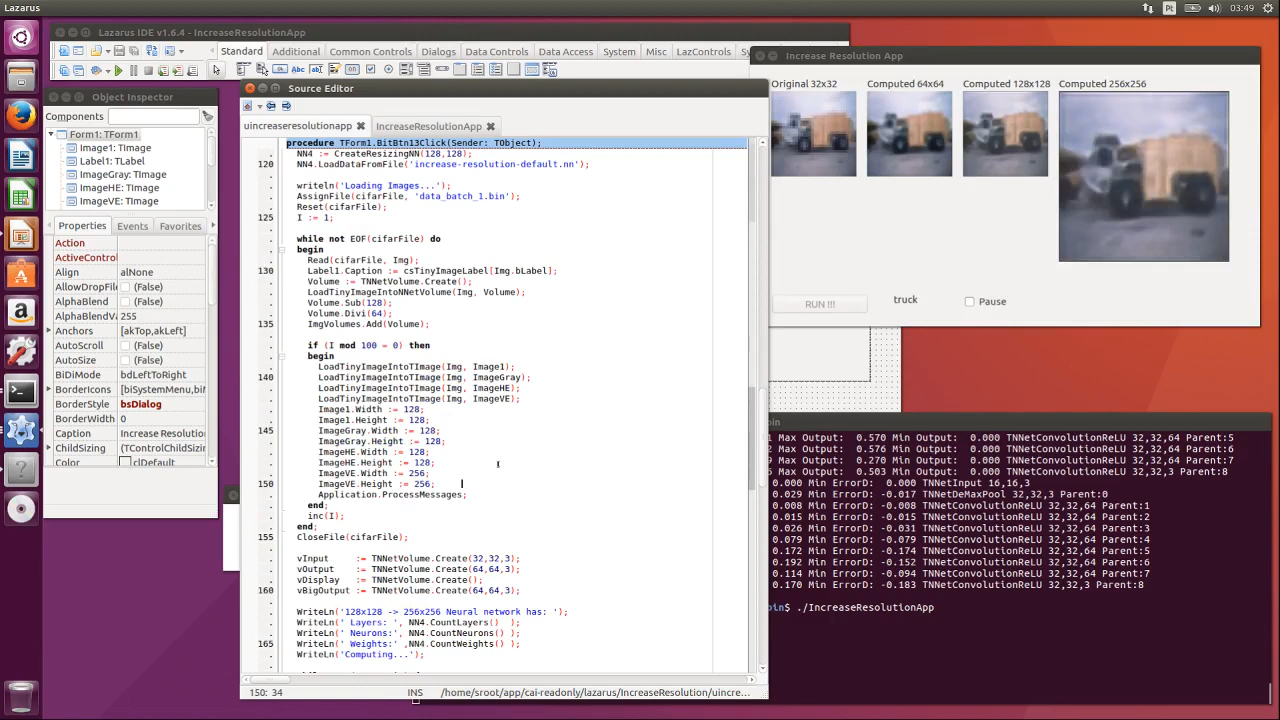 Lazarus
Pt
03:49
Lazarus IDE v1.6.4 - IncreaseResolutionApp
Standard Additional Common Controls Dialogs Data Controls Data Access System Misc LazControls
Abc
Object Inspector
Components
Form1: TForm1
Image1: TImage
Label1: TLabel
ImageGray: TImage
ImageHE: TImage
ImageVE: TImage
Properties Events Favorites
Action
ActiveControl
Align alNone
AllowDropFile (False)
AlphaBlend (False)
AlphaBlendVa 255
Anchors [akTop,akLeft]
AutoScroll (False)
AutoSize (False)
BiDiMode bdLeftToRight
BorderIcons [biSystemMenu,bi
BorderStyle bsDialog
BorderWidth 0
Caption Increase Resolutio
ChildSizing (TControlChildSizi
Color clDefault
Source Editor
uincreaseresolutionapp IncreaseResolutionApp
procedure TForm1.BitBtn13Click(Sender: TObject);
NN4 := CreateResizingNN(128,128);
120 NN4.LoadDataFromFile('increase-resolution-default.nn');
writeln('Loading Images...');
AssignFile(cifarFile, 'data_batch_1.bin');
Reset(cifarFile);
125 I := 1;
while not EOF(cifarFile) do
begin
Read(cifarFile, Img);
130 Label1.Caption := csTinyImageLabel[Img.bLabel];
Volume := TNNetVolume.Create();
LoadTinyImageIntoNNetVolume(Img, Volume);
Volume.Sub(128);
Volume.Divi(64);
135 ImgVolumes.Add(Volume);
if (I mod 100 = 0) then
begin
LoadTinyImageIntoTImage(Img, Image1);
140 LoadTinyImageIntoTImage(Img, ImageGray);
LoadTinyImageIntoTImage(Img, ImageHE);
LoadTinyImageIntoTImage(Img, ImageVE);
Image1.Width := 128;
Image1.Height := 128;
145 ImageGray.Width := 128;
ImageGray.Height := 128;
ImageHE.Width := 128;
ImageHE.Height := 128;
ImageVE.Width := 256;
150 ImageVE.Height := 256;
Application.ProcessMessages;
end;
inc(I);
end;
155 CloseFile(cifarFile);
vInput := TNNetVolume.Create(32,32,3);
vOutput := TNNetVolume.Create(64,64,3);
vDisplay := TNNetVolume.Create();
160 vBigOutput := TNNetVolume.Create(64,64,3);
WriteLn('128x128 -> 256x256 Neural network has: ');
WriteLn(' Layers: ', NN4.CountLayers() );
WriteLn(' Neurons:', NN4.CountNeurons() );
165 WriteLn(' Weights:' ,NN4.CountWeights() );
WriteLn('Computing...');
150: 34 INS /home/sroot/app/cai-readonly/lazarus/IncreaseResolution/uincre...
Increase Resolution App
Original 32x32 Computed 64x64 Computed 128x128 Computed 256x256
RUN !!! truck Pause
bin
1 Max Output: 0.570 Min Output: 0.000 TNNetConvolutionReLU 32,32,64 Parent:5
9 Max Output: 0.576 Min Output: 0.000 TNNetConvolutionReLU 32,32,64 Parent:6
7 Max Output: 0.270 Min Output: 0.000 TNNetConvolutionReLU 32,32,64 Parent:7
6 Max Output: 0.503 Min Output: 0.000 TNNetConvolutionReLU 32,32,3 Parent:8
0.000 Min ErrorD: 0.000 TNNetInput 16,16,3
0.029 Min ErrorD: -0.017 TNNetDeMaxPool 32,32,3 Parent:0
0.008 Min ErrorD: -0.008 TNNetConvolutionReLU 32,32,64 Parent:1
0.015 Min ErrorD: -0.015 TNNetConvolutionReLU 32,32,64 Parent:2
0.026 Min ErrorD: -0.031 TNNetConvolutionReLU 32,32,64 Parent:3
0.079 Min ErrorD: -0.079 TNNetConvolutionReLU 32,32,64 Parent:4
0.172 Min ErrorD: -0.174 TNNetConvolutionReLU 32,32,64 Parent:5
0.192 Min ErrorD: -0.152 TNNetConvolutionReLU 32,32,64 Parent:6
0.114 Min ErrorD: -0.094 TNNetConvolutionReLU 32,32,64 Parent:7
0.170 Min ErrorD: -0.183 TNNetConvolutionReLU 32,32,3 Parent:8
bin$ ./IncreaseResolutionApp